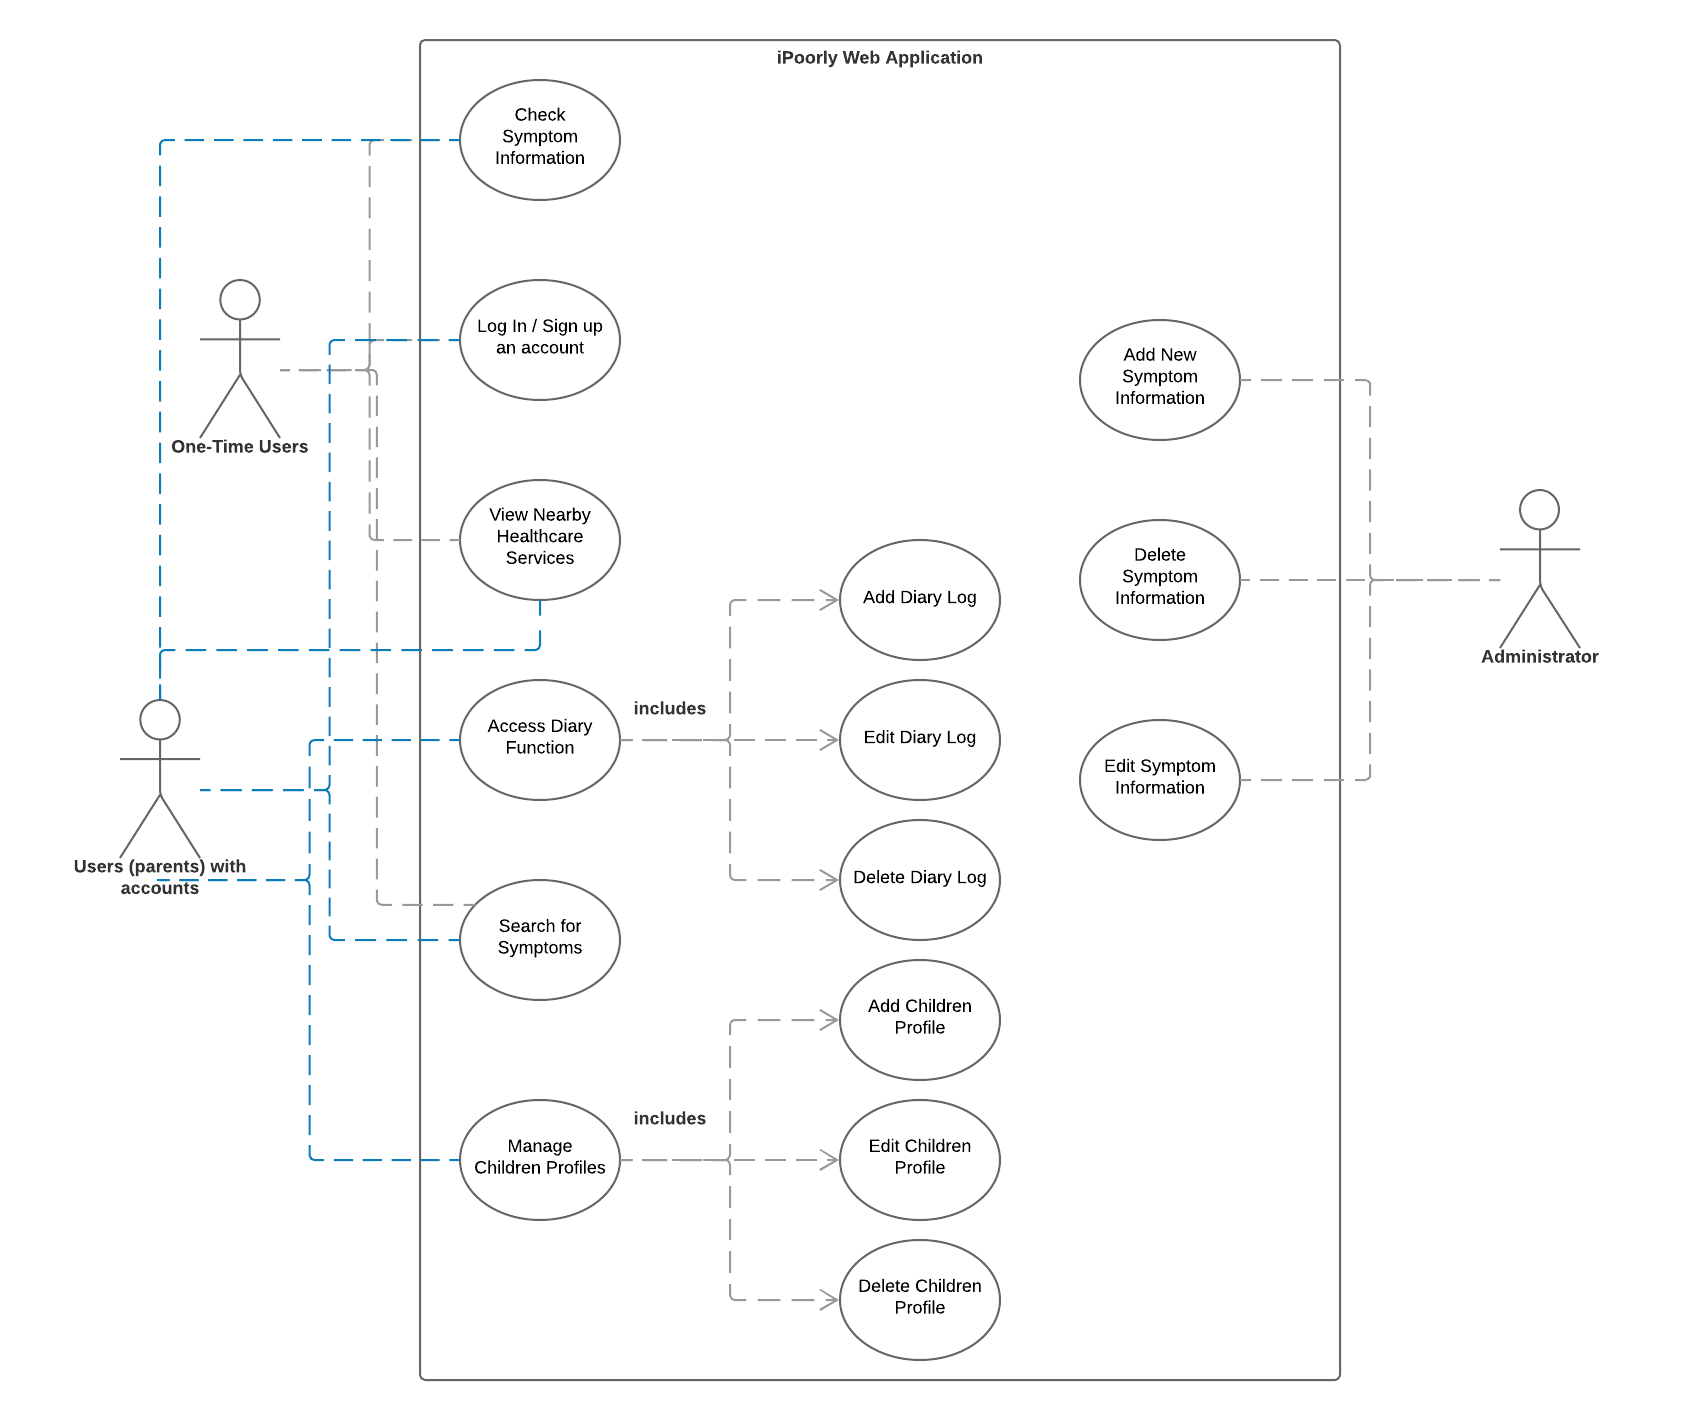 iPoorly Web Application
Check
Symptom
Information
Log In / Sign up
an account
One-Time Users
View Nearby
Healthcare
Services
Users (parents) with
accounts
Access Diary
Function
includes
Add Diary Log
Edit Diary Log
Delete Diary Log
Search for
Symptoms
Manage
Children Profiles
includes
Add Children
Profile
Edit Children
Profile
Delete Children
Profile
Add New
Symptom
Information
Delete
Symptom
Information
Edit Symptom
Information
Administrator